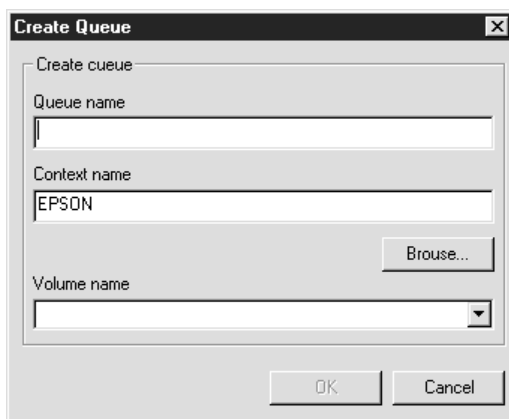 Create Queue
Create cueue
Queue name
Context name
EPSON
Brouse...
Volume name
OK
Cancel